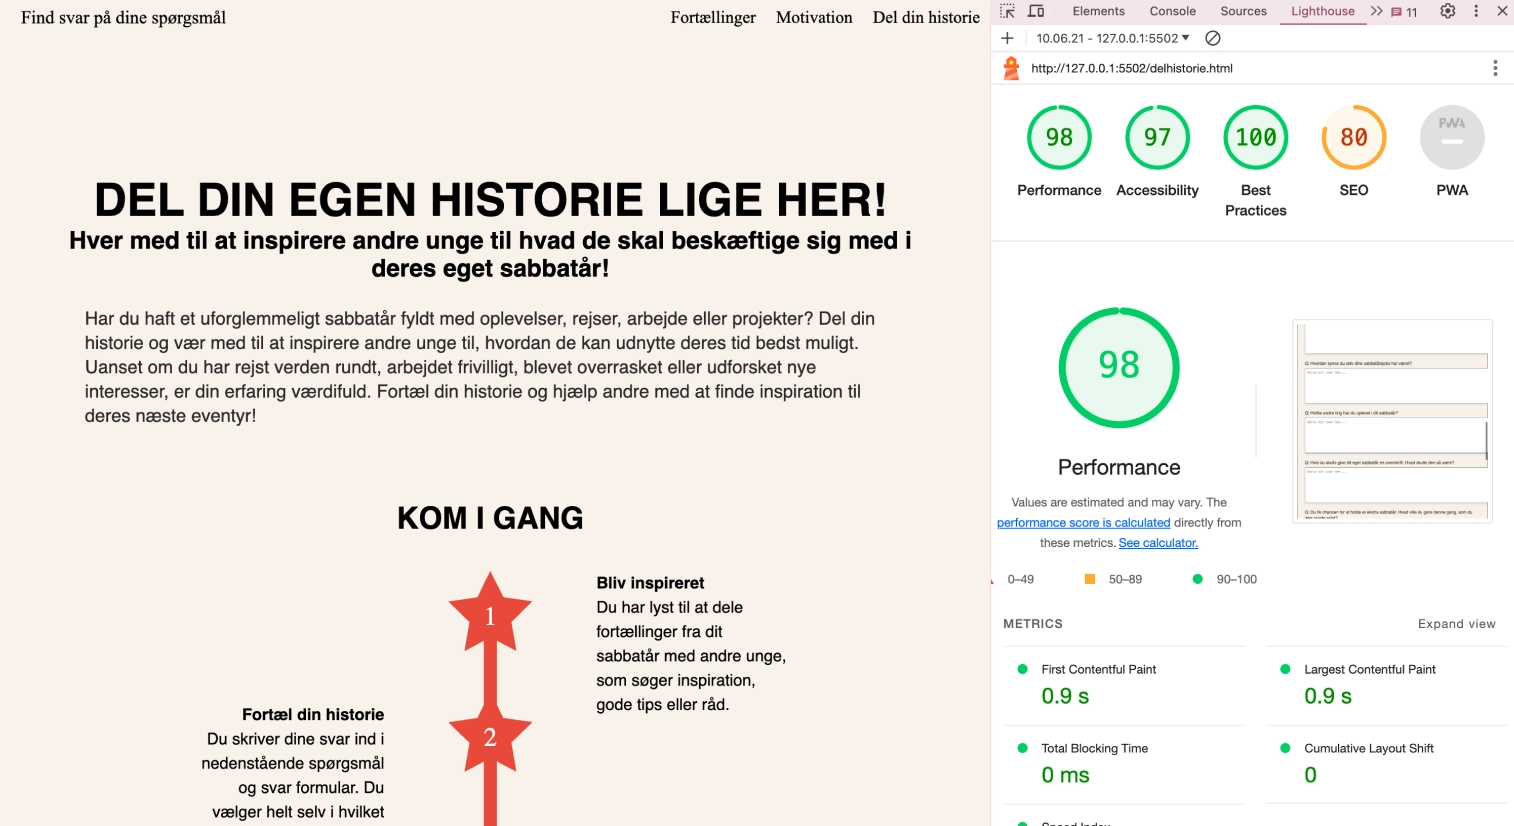 Find svar på dine spørgsmål
Fortællinger Motivation Del din historie
DEL DIN EGEN HISTORIE LIGE HER!
Hver med til at inspirere andre unge til hvad de skal beskæftige sig med i
deres eget sabbatår!
Har du haft et uforglemmeligt sabbatår fyldt med oplevelser, rejser, arbejde eller projekter? Del din
historie og vær med til at inspirere andre unge til, hvordan de kan udnytte deres tid bedst muligt.
Uanset om du har rejst verden rundt, arbejdet frivilligt, blevet overrasket eller udforsket nye
interesser, er din erfaring værdifuld. Fortæl din historie og hjælp andre med at finde inspiration til
deres næste eventyr!
KOM I GANG
1
Bliv inspireret
Du har lyst til at dele
fortællinger fra dit
sabbatår med andre unge,
som søger inspiration,
gode tips eller råd.
2
Fortæl din historie
Du skriver dine svar ind i
nedenstående spørgsmål
og svar formular. Du
vælger helt selv i hvilket
Elements Console Sources Lighthouse 11
10.06.21 - 127.0.0.1:5502
http://127.0.0.1:5502/delhistorie.html
98 97 100 80 PWA
Performance Accessibility Best Practices SEO PWA
98
Performance
Values are estimated and may vary. The
performance score is calculated directly from
these metrics. See calculator.
0–49 50–89 90–100
METRICS Expand view
First Contentful Paint
0.9 s
Largest Contentful Paint
0.9 s
Total Blocking Time
0 ms
Cumulative Layout Shift
0
Speed Index